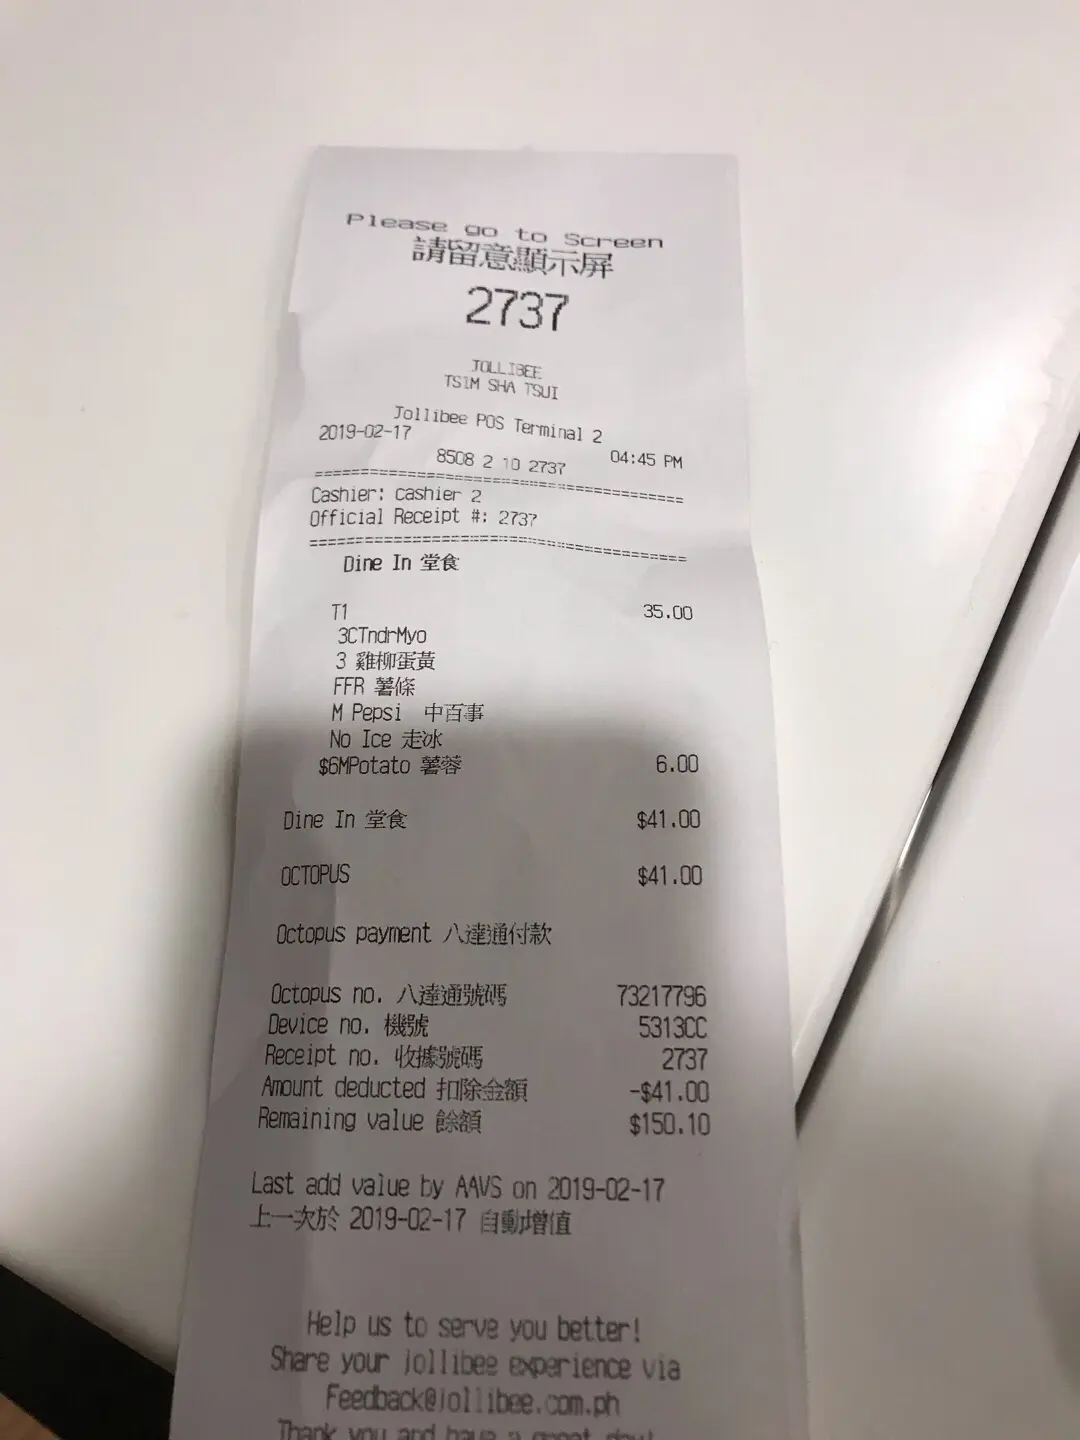 Please go to Screen
請留意顯示屏
2737
JOLLIBEE
TSIM SHA TSUI
Jollibee POS Terminal 2
2019-02-17 04:45 PM
8508 2 10 2737
==========================================
Cashier: cashier 2
Official Receipt #: 2737
==========================================
Dine In 堂食
T1 35.00
3CTndrMyo
3 雞柳蛋黃
FFR 薯條
M Pepsi 中百事
No Ice 走冰
$6MPotato 薯蓉 6.00
Dine In 堂食 $41.00
OCTOPUS $41.00
Octopus payment 八達通付款
Octopus no. 八達通號碼 73217796
Device no. 機號 5313CC
Receipt no. 收據號碼 2737
Amount deducted 扣除金額 -$41.00
Remaining value 餘額 $150.10
Last add value by AAVS on 2019-02-17
上一次於 2019-02-17 自動增值
Help us to serve you better!
Share your jollibee experience via
Feedback@jollibee.com.ph
Thank you and have a great day!